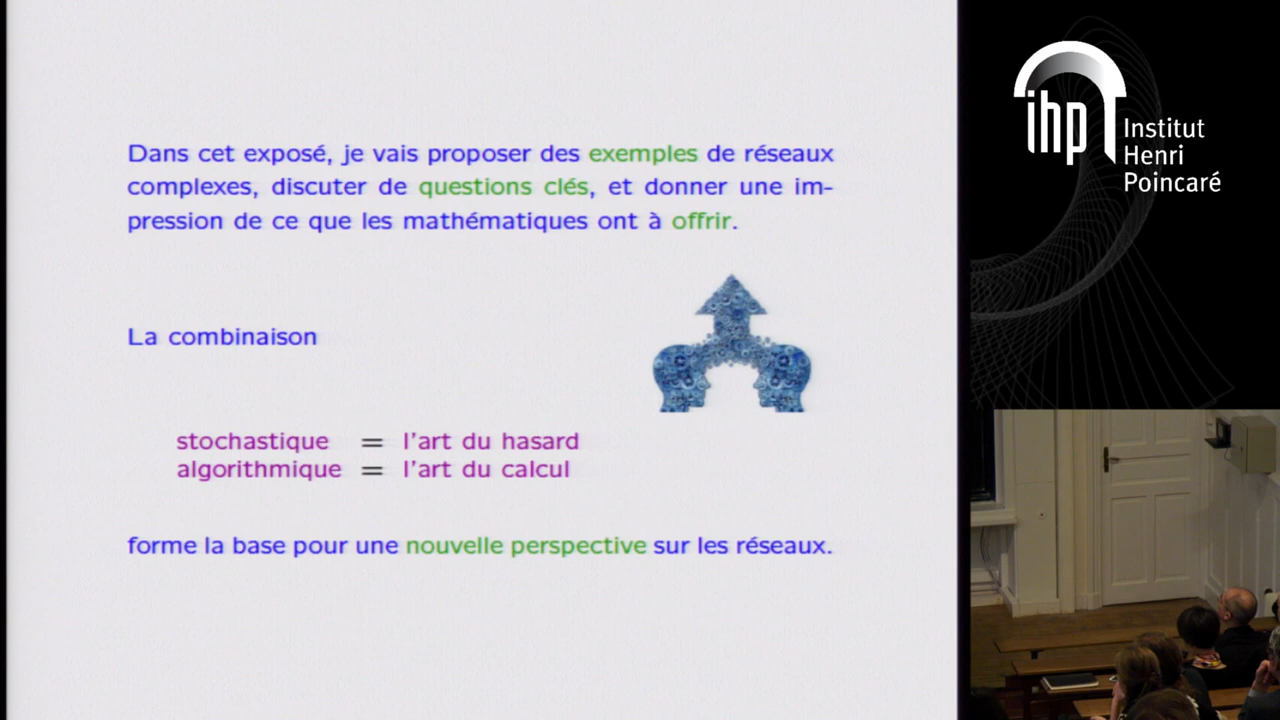 Dans cet exposé, je vais proposer des exemples de réseaux
complexes, discuter de questions clés, et donner une im-
pression de ce que les mathématiques ont à offrir.
La combinaison
stochastique = l'art du hasard
algorithmique = l'art du calcul
forme la base pour une nouvelle perspective sur les réseaux.
ihp
Institut
Henri
Poincaré